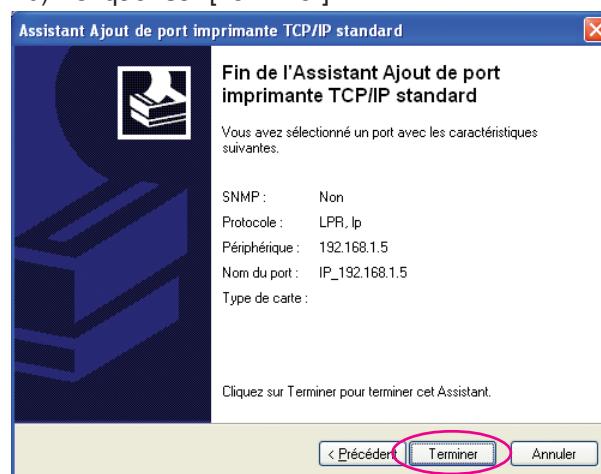 Assistant Ajout de port imprimante TCP/IP standard
Fin de l'Assistant Ajout de port
imprimante TCP/IP standard
Vous avez sélectionné un port avec les caractéristiques
suivantes.
SNMP : Non
Protocole : LPR, lp
Périphérique : 192.168.1.5
Nom du port : IP_192.168.1.5
Type de carte :
Cliquez sur Terminer pour terminer cet Assistant.
< Précédent Terminer Annuler